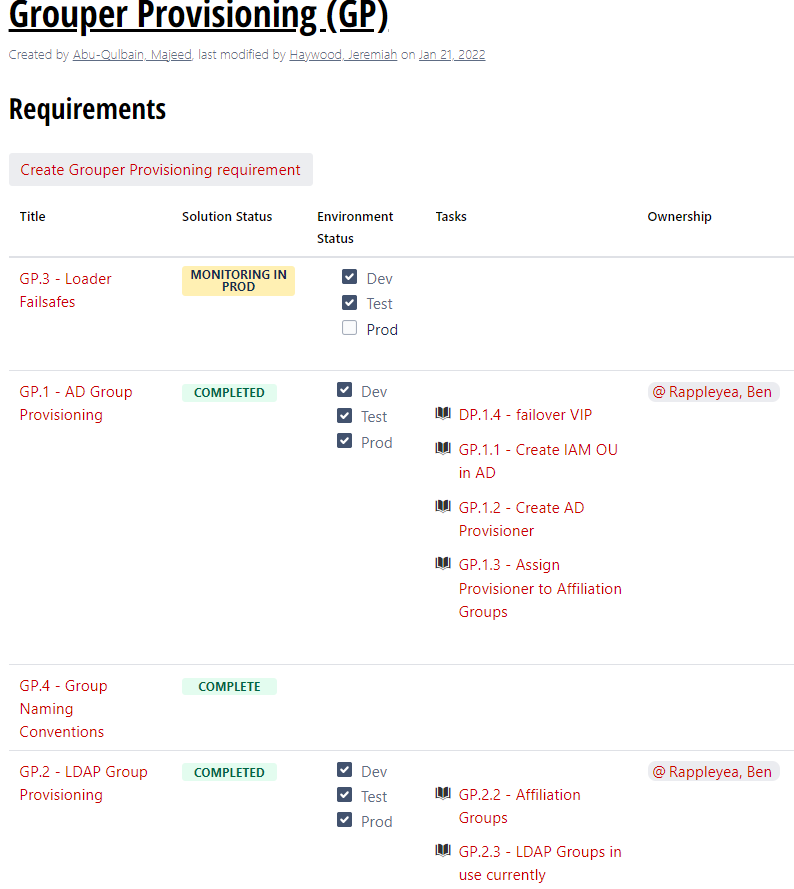 Grouper Provisioning (GP)
Created by Abu-Qulbain, Majeed, last modified by Haywood, Jeremiah on Jan 21, 2022
Requirements
Create Grouper Provisioning requirement
Title Solution Status Environment Status Tasks Ownership
GP.3 - Loader Failsafes
MONITORING IN PROD
Dev
Test
Prod
GP.1 - AD Group Provisioning
COMPLETED
Dev
Test
Prod
DP.1.4 - failover VIP
GP.1.1 - Create IAM OU
in AD
GP.1.2 - Create AD
Provisioner
GP.1.3 - Assign
Provisioner to Affiliation
Groups
@ Rappleyea, Ben
GP.4 - Group
Naming
Conventions
COMPLETE
GP.2 - LDAP Group
Provisioning
COMPLETED
Dev
Test
Prod
GP.2.2 - Affiliation
Groups
GP.2.3 - LDAP Groups in
use currently
@ Rappleyea, Ben